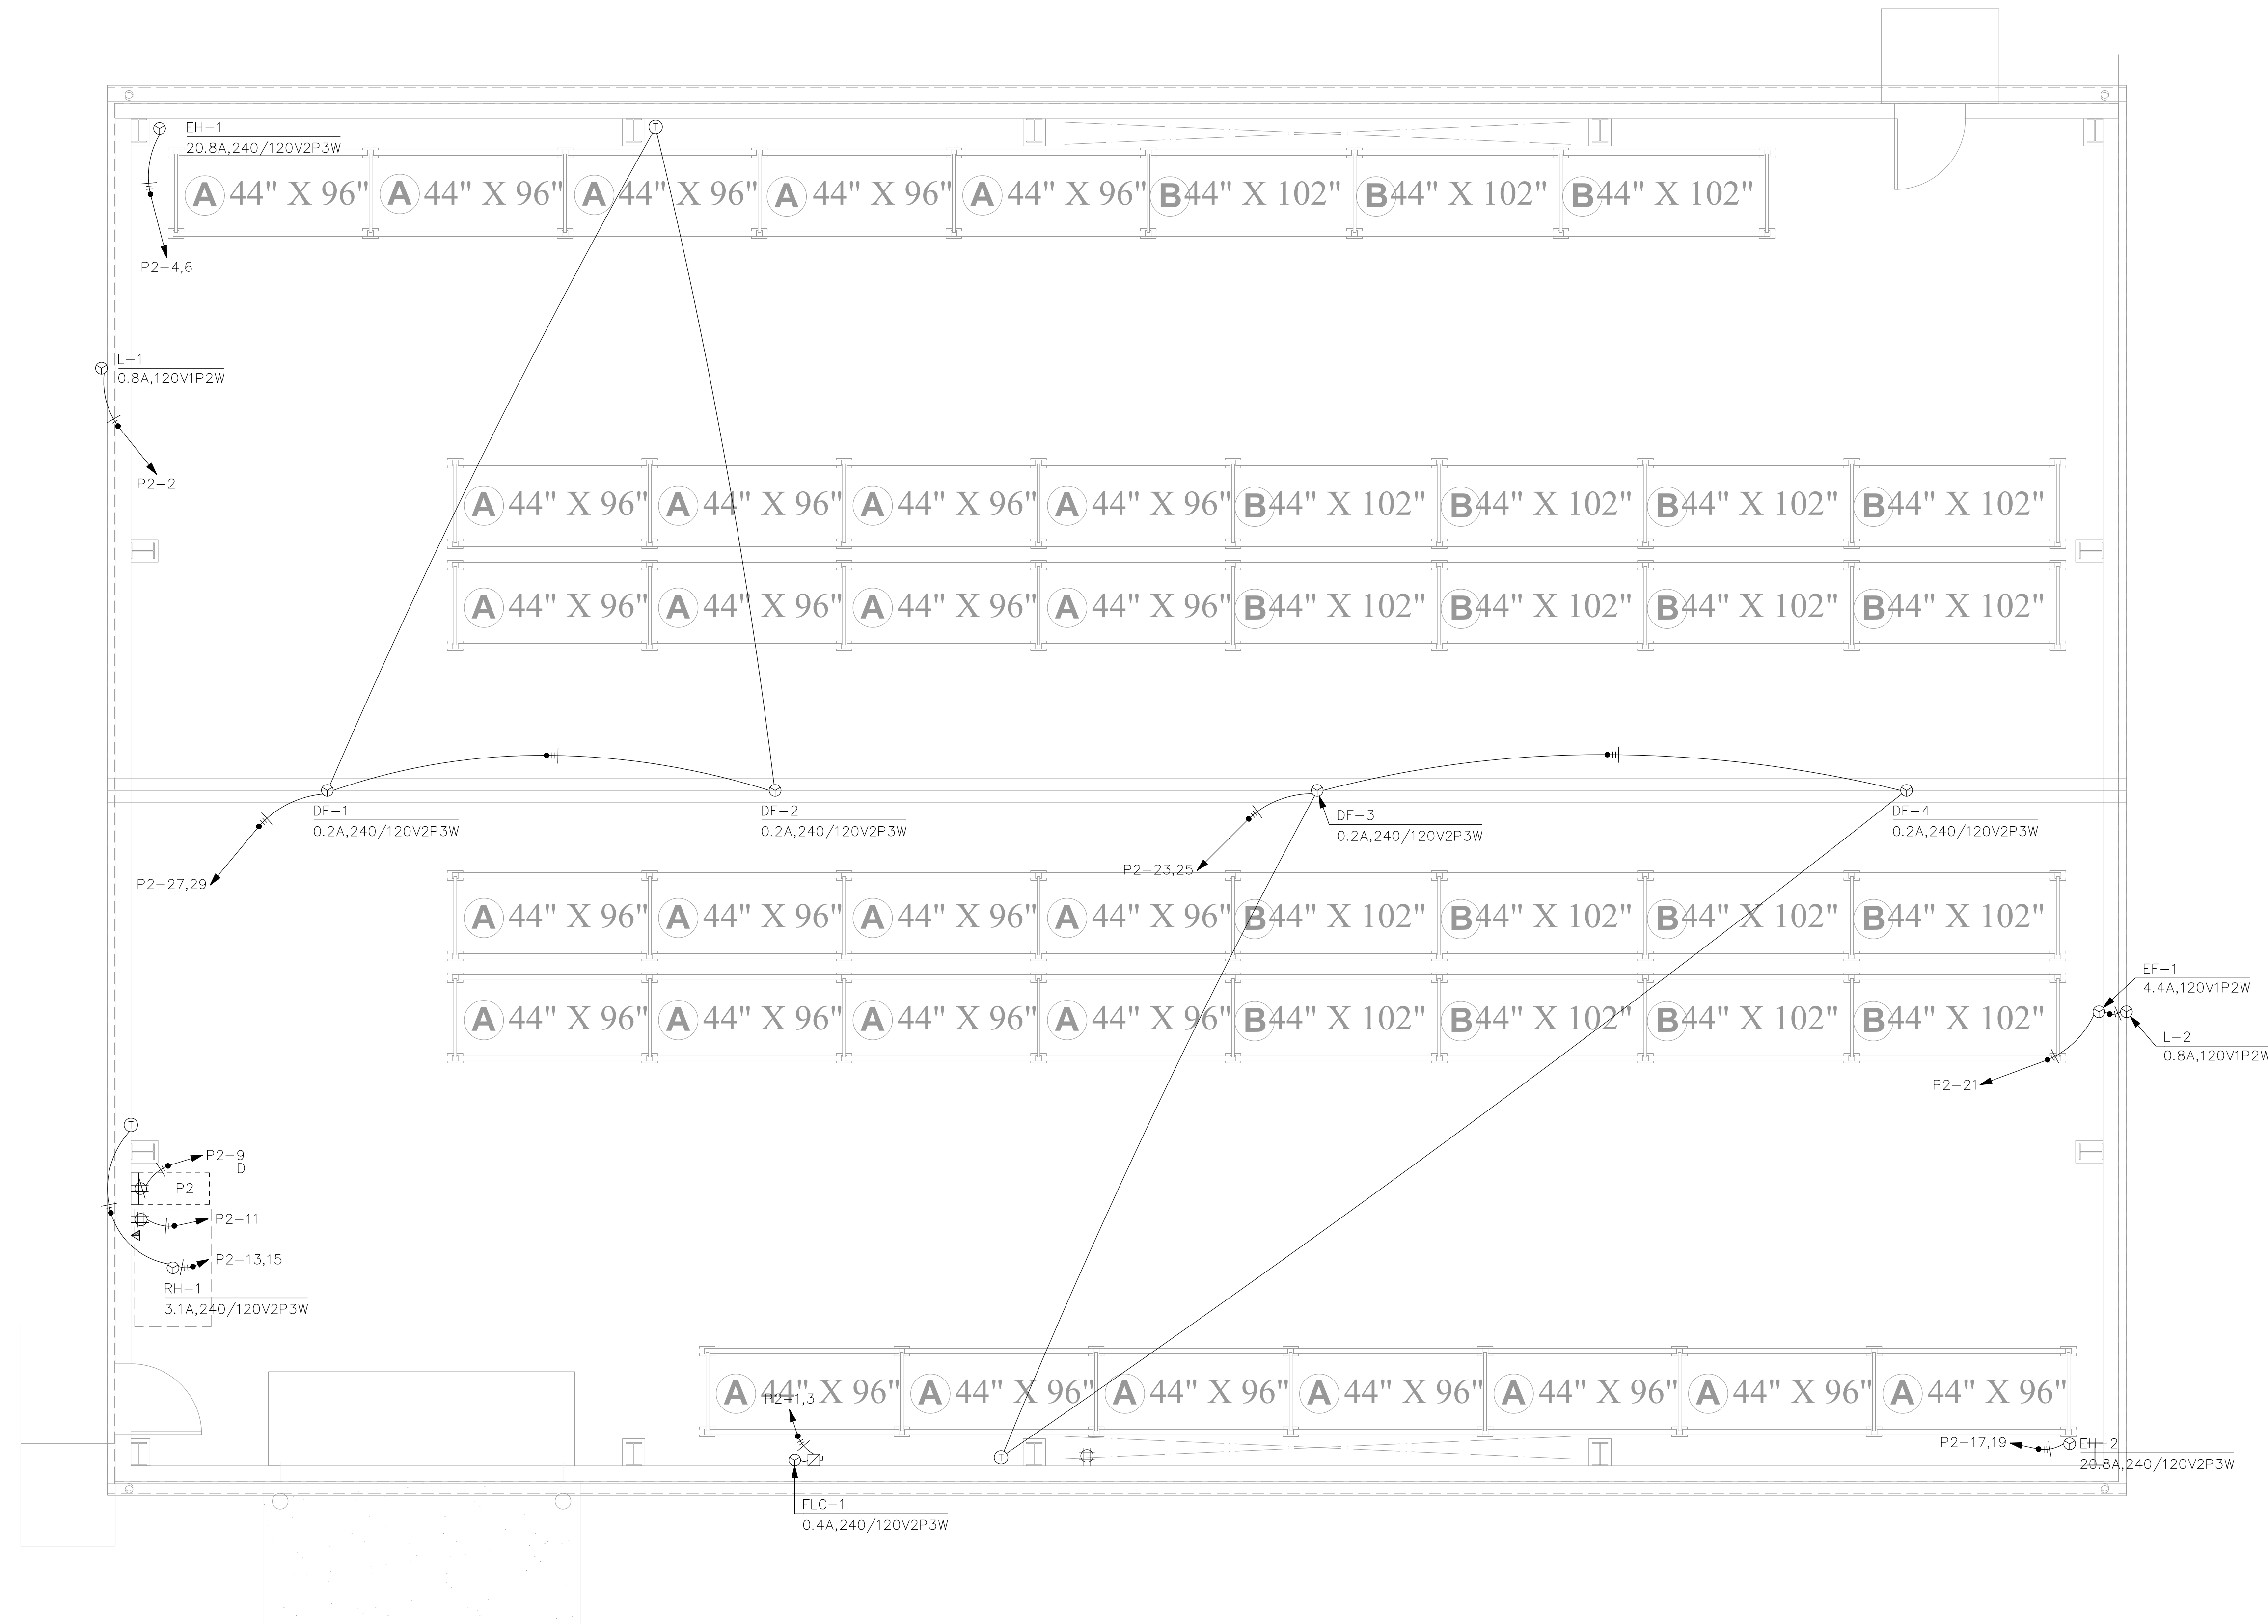 EH-1
20.8A,240/120V2P3W
T
A 44" X 96" A 44" X 96" A 44" X 96" A 44" X 96" A 44" X 96" B 44" X 102" B 44" X 102" B 44" X 102"
P2-4,6
L-1
0.8A,120V1P2W
P2-2
A 44" X 96" A 44" X 96" A 44" X 96" A 44" X 96" B 44" X 102" B 44" X 102" B 44" X 102" B 44" X 102"
A 44" X 96" A 44" X 96" A 44" X 96" A 44" X 96" B 44" X 102" B 44" X 102" B 44" X 102" B 44" X 102"
DF-1
0.2A,240/120V2P3W
DF-2
0.2A,240/120V2P3W
DF-3
0.2A,240/120V2P3W
DF-4
0.2A,240/120V2P3W
P2-27,29
P2-23,25
A 44" X 96" A 44" X 96" A 44" X 96" A 44" X 96" B 44" X 102" B 44" X 102" B 44" X 102" B 44" X 102"
EF-1
4.4A,120V1P2W
A 44" X 96" A 44" X 96" A 44" X 96" A 44" X 96" B 44" X 102" B 44" X 102" B 44" X 102" B 44" X 102"
L-2
0.8A,120V1P2W
P2-21
T
P2-9
D
P2
P2-11
P2-13,15
RH-1
3.1A,240/120V2P3W
A 44" X 96" A 44" X 96" A 44" X 96" A 44" X 96" A 44" X 96" A 44" X 96" A 44" X 96"
P2-1,3
T
P2-17,19
EH-2
20.8A,240/120V2P3W
FLC-1
0.4A,240/120V2P3W